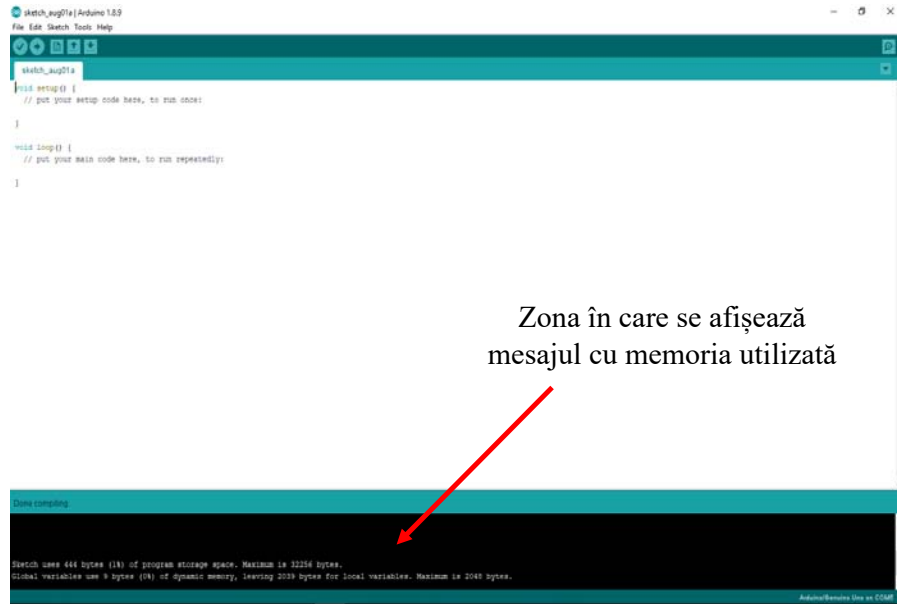 sketch_aug01a | Arduino 1.8.9
File Edit Sketch Tools Help
sketch_aug01a
void setup() {
// put your setup code here, to run once:
}
void loop() {
// put your main code here, to run repeatedly:
}
Zona în care se afișează
mesajul cu memoria utilizată
Done compiling
Sketch uses 444 bytes (1%) of program storage space. Maximum is 32256 bytes.
Global variables use 9 bytes (0%) of dynamic memory, leaving 2039 bytes for local variables. Maximum is 2048 bytes.
Arduino/Genuino Uno on COM8